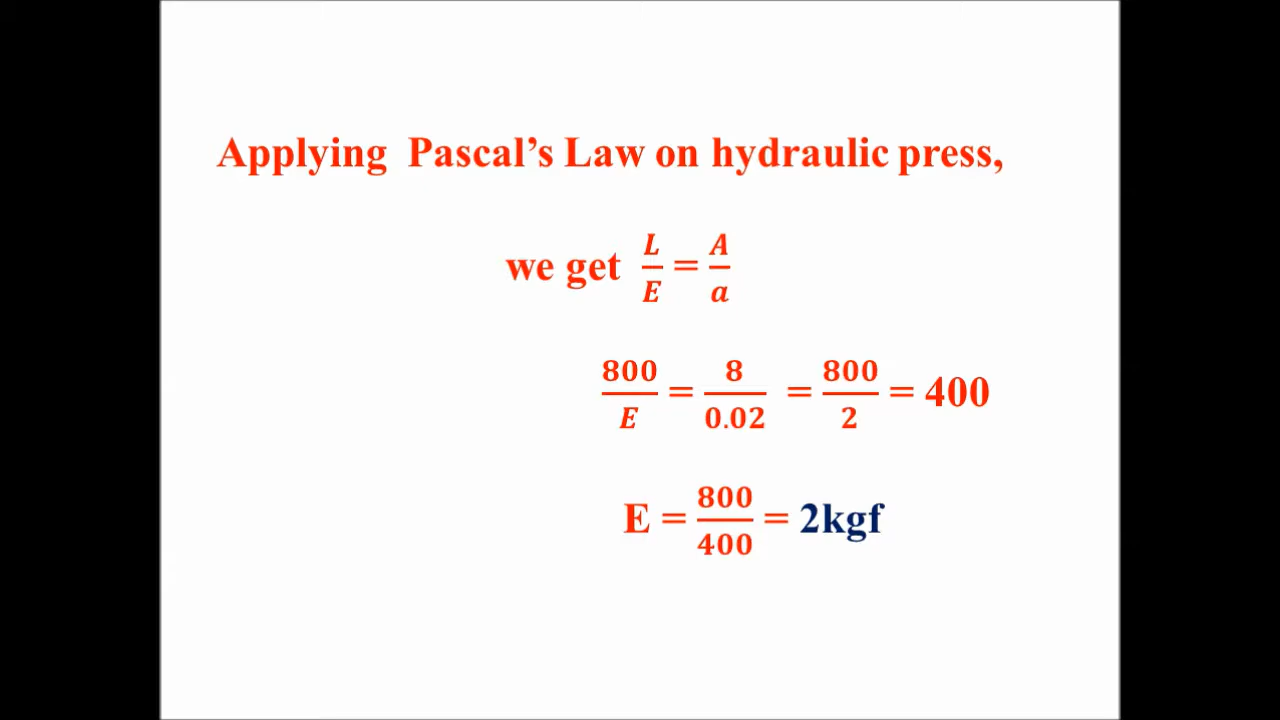 Applying Pascal’s Law on hydraulic press,
we get L/E = A/a
800/E = 8/0.02 = 800/2 = 400
E = 800/400 = 2kgf